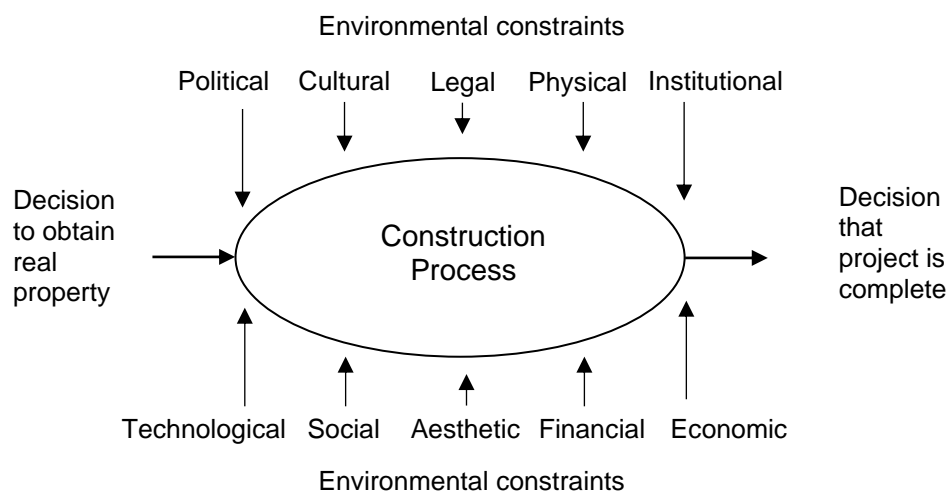 Environmental constraints
Political Cultural Legal Physical Institutional
Decision
to obtain
real
property
Construction
Process
Decision
that
project is
complete
Technological Social Aesthetic Financial Economic
Environmental constraints